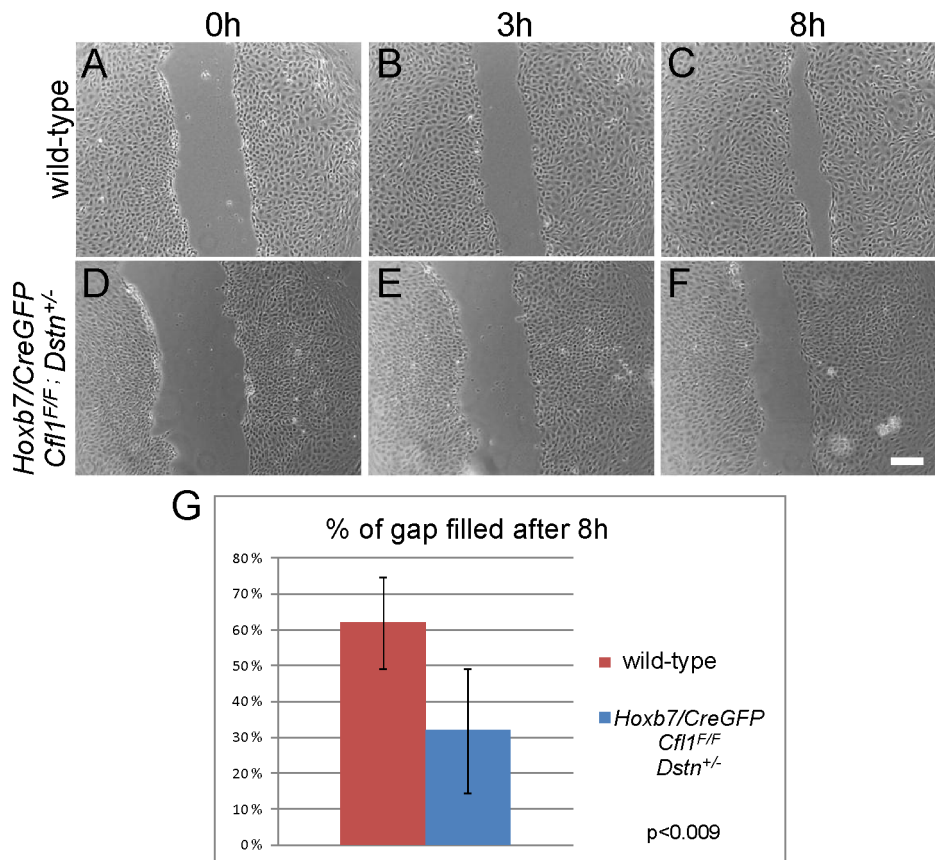 0h 3h 8h
wild-type
A B C
Hoxb7/CreGFP
Cfl1F/F; Dstn+/-
D E F
G
% of gap filled after 8h
80%
70%
60%
50%
40%
30%
20%
10%
0%
wild-type
Hoxb7/CreGFP
Cfl1F/F
Dstn+/-
p<0.009